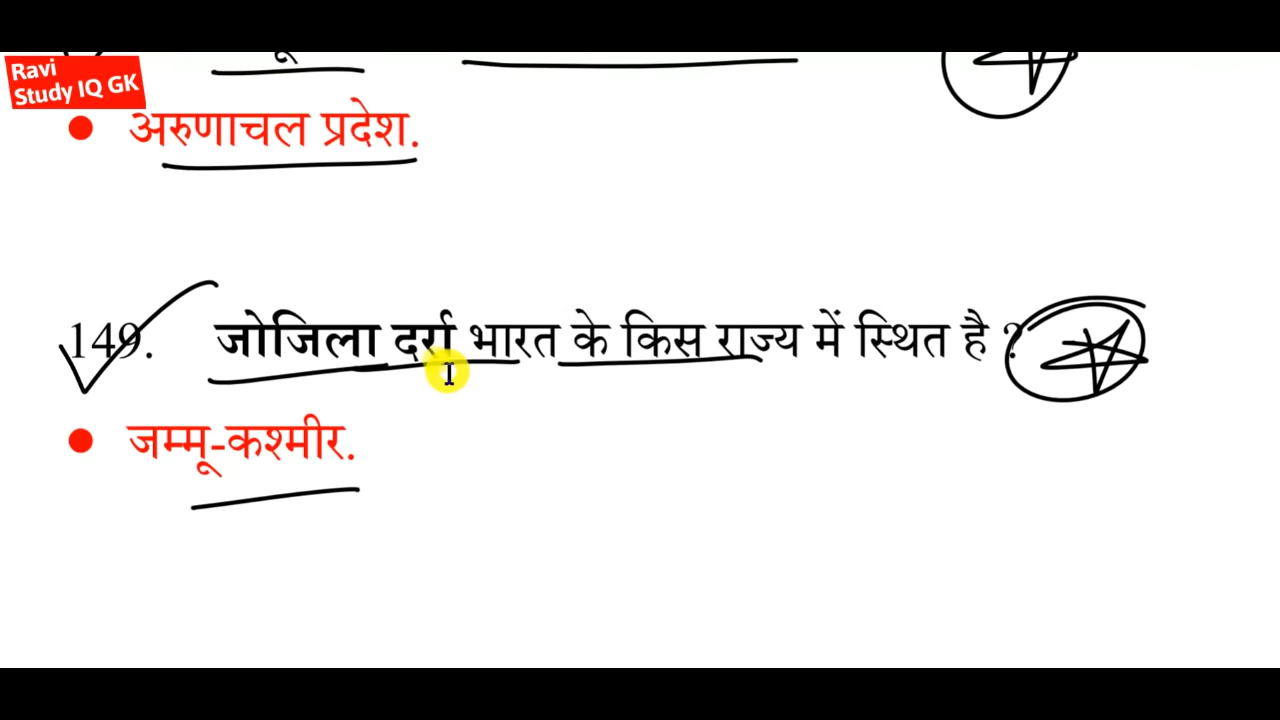 Ravi
Study IQ GK
• अरुणाचल प्रदेश.
149. जोजिला दर्रा भारत के किस राज्य में स्थित है ?
• जम्मू-कश्मीर.